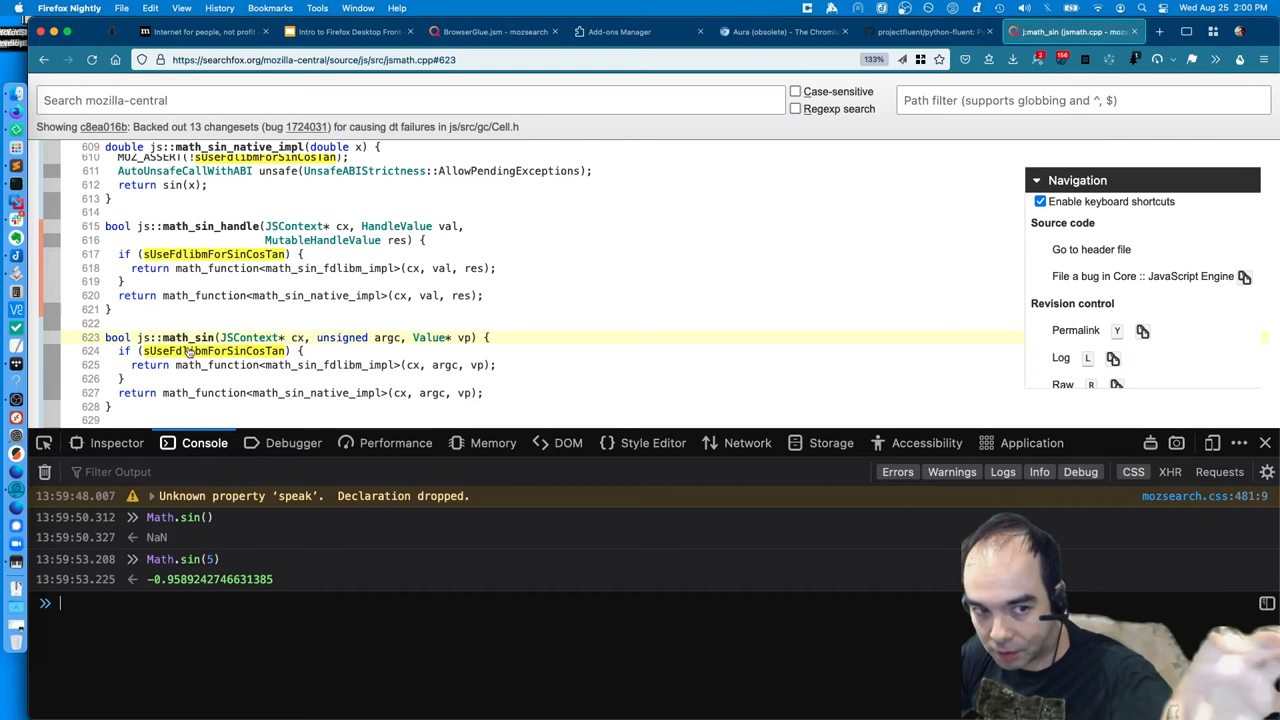 Firefox Nightly File Edit View History Bookmarks Tools Window Help
Wed Aug 25 2:00 PM
Internet for people, not profit
Intro to Firefox Desktop Front
BrowserGlue.jsm - mozsearch
Add-ons Manager
Aura (obsolete) - The Chromiu
projectfluent/python-fluent: P
j:math_sin (jsmath.cpp - mozs
https://searchfox.org/mozilla-central/source/js/src/jsmath.cpp#623
133%
2
156
Search mozilla-central
Case-sensitive
Regexp search
Path filter (supports globbing and ^, $)
Showing c8ea016b: Backed out 13 changesets (bug 1724031) for causing dt failures in js/src/gc/Cell.h
609 double js::math_sin_native_impl(double x) {
610 MOZ_ASSERT(!sUseFdlibmForSinCosTan);
611 AutoUnsafeCallWithABI unsafe(UnsafeABIStrictness::AllowPendingExceptions);
612 return sin(x);
613 }
614
615 bool js::math_sin_handle(JSContext* cx, HandleValue val,
616 MutableHandleValue res) {
617 if (sUseFdlibmForSinCosTan) {
618 return math_function<math_sin_fdlibm_impl>(cx, val, res);
619 }
620 return math_function<math_sin_native_impl>(cx, val, res);
621 }
622
623 bool js::math_sin(JSContext* cx, unsigned argc, Value* vp) {
624 if (sUseFdlibmForSinCosTan) {
625 return math_function<math_sin_fdlibm_impl>(cx, argc, vp);
626 }
627 return math_function<math_sin_native_impl>(cx, argc, vp);
628 }
629
Navigation
Enable keyboard shortcuts
Source code
Go to header file
File a bug in Core :: JavaScript Engine
Revision control
Permalink Y
Log L
Raw R
Inspector Console Debugger Performance Memory DOM Style Editor Network Storage Accessibility Application
Filter Output
Errors Warnings Logs Info Debug CSS XHR Requests
13:59:48.007 Unknown property ‘speak’. Declaration dropped. mozsearch.css:481:9
13:59:50.312 Math.sin()
13:59:50.327 NaN
13:59:53.208 Math.sin(5)
13:59:53.225 -0.9589242746631385